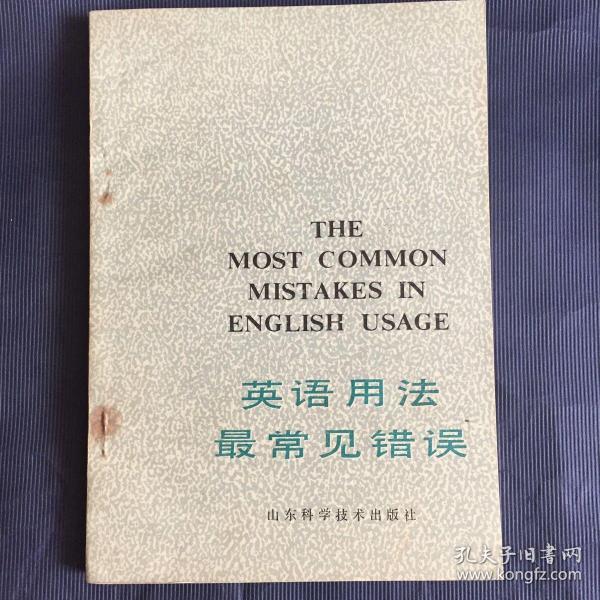 THE
MOST COMMON
MISTAKES IN
ENGLISH USAGE
英语用法
最常见错误
山东科学技术出版社
孔夫子旧书网
www.kongfz.com